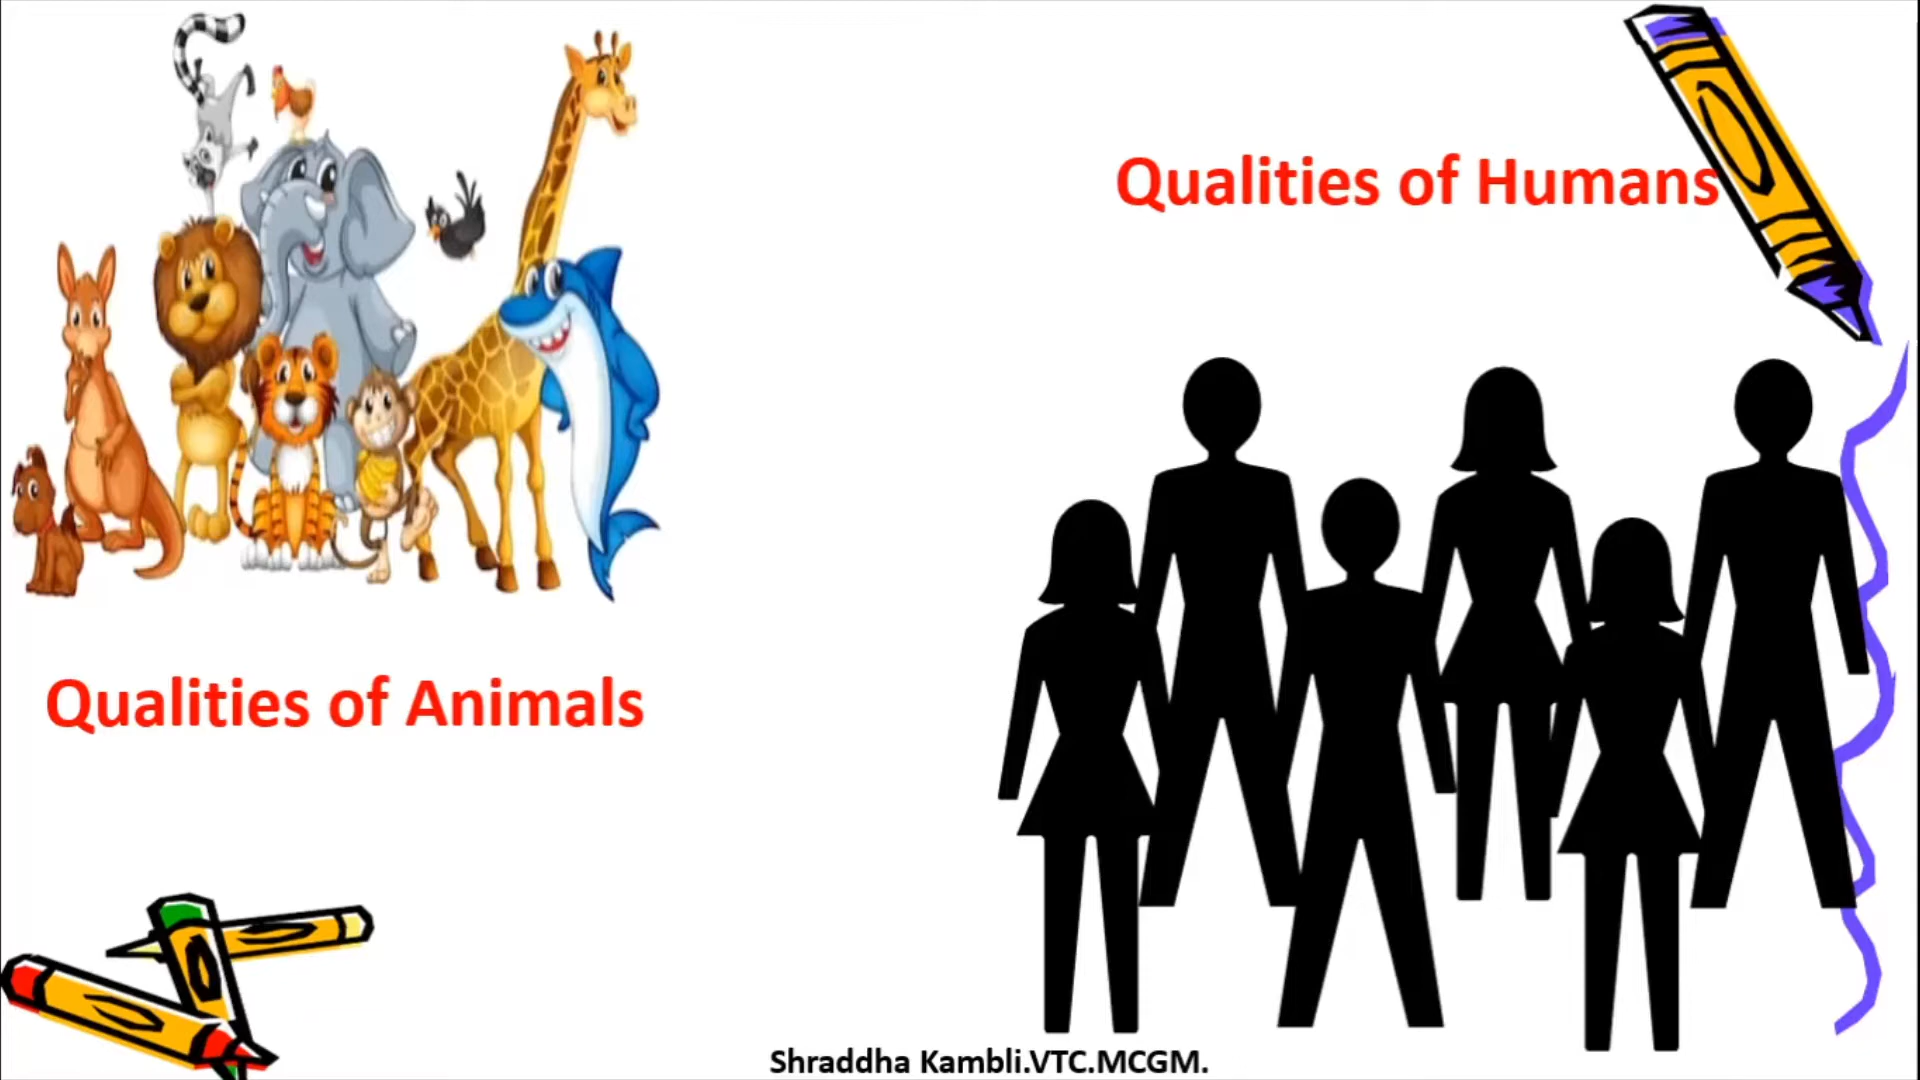 Qualities of Humans
Qualities of Animals
Shraddha Kambli.VTC.MCGM.